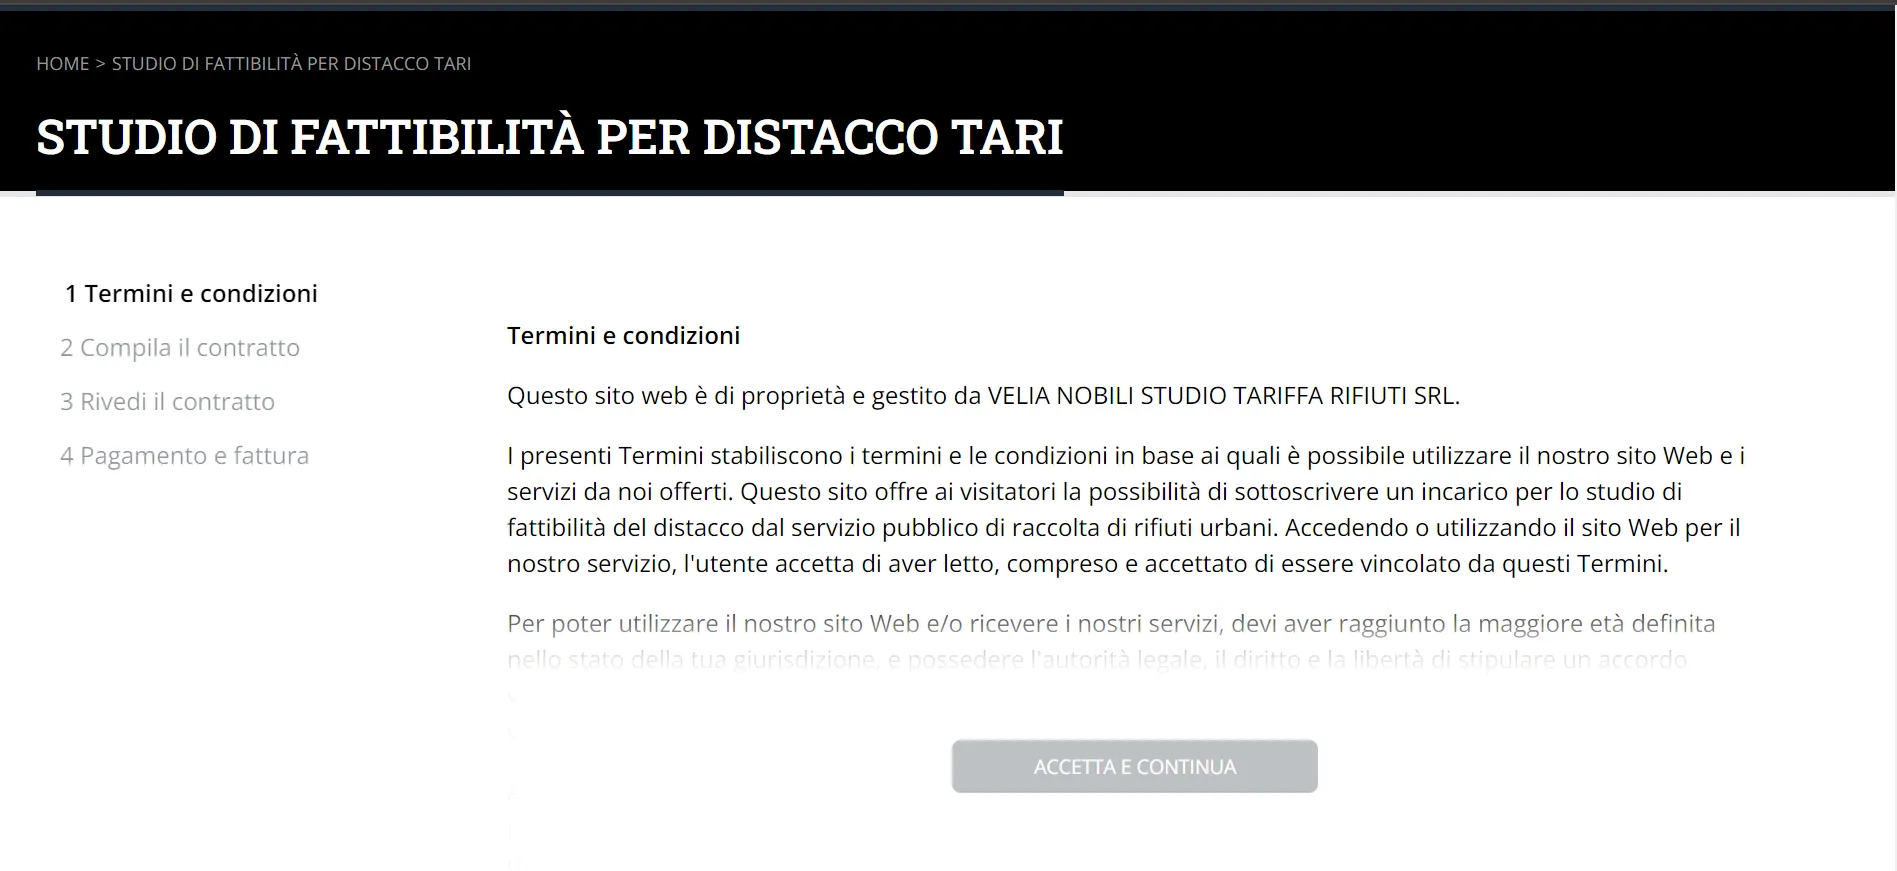 HOME > STUDIO DI FATTIBILITÀ PER DISTACCO TARI
STUDIO DI FATTIBILITÀ PER DISTACCO TARI
1 Termini e condizioni
2 Compila il contratto
3 Rivedi il contratto
4 Pagamento e fattura
Termini e condizioni
Questo sito web è di proprietà e gestito da VELIA NOBILI STUDIO TARIFFA RIFIUTI SRL.
I presenti Termini stabiliscono i termini e le condizioni in base ai quali è possibile utilizzare il nostro sito Web e i
servizi da noi offerti. Questo sito offre ai visitatori la possibilità di sottoscrivere un incarico per lo studio di
fattibilità del distacco dal servizio pubblico di raccolta di rifiuti urbani. Accedendo o utilizzando il sito Web per il
nostro servizio, l'utente accetta di aver letto, compreso e accettato di essere vincolato da questi Termini.
Per poter utilizzare il nostro sito Web e/o ricevere i nostri servizi, devi aver raggiunto la maggiore età definita
nello stato della tua giurisdizione, e possedere l'autorità legale, il diritto e la libertà di stipulare un accordo
ACCETTA E CONTINUA